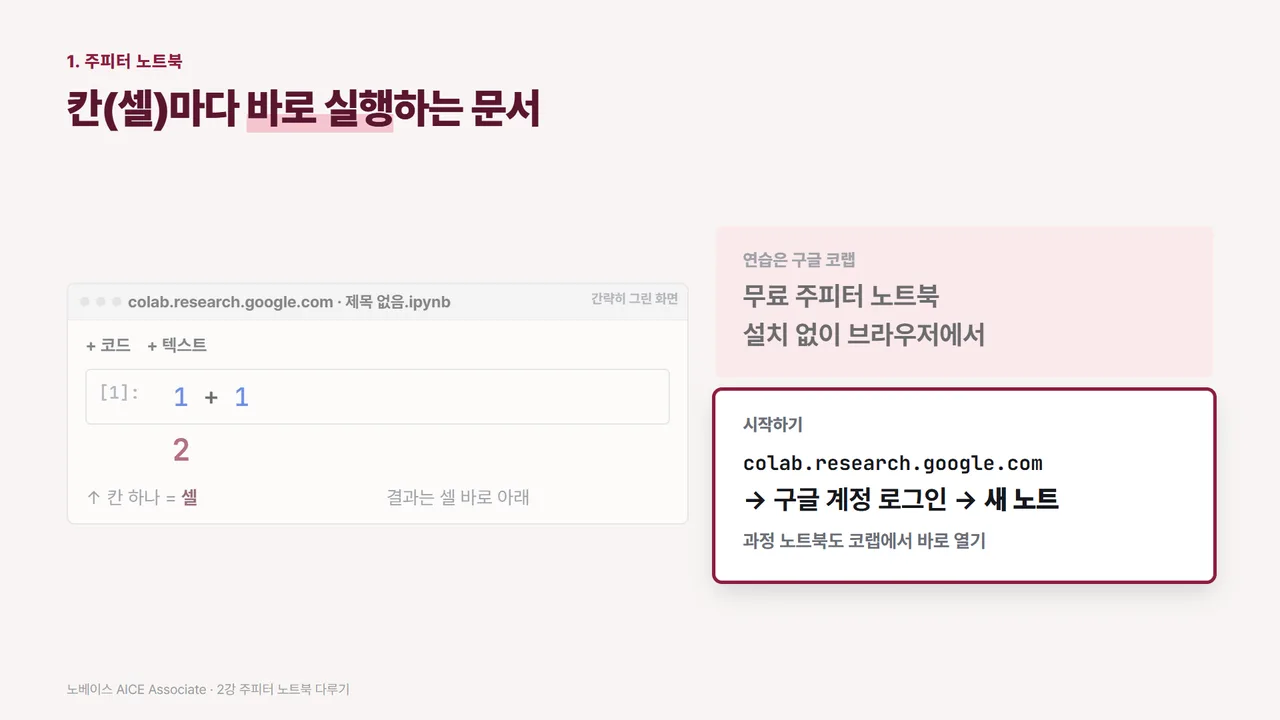 1. 주피터 노트북
칸(셀)마다 바로 실행하는 문서
colab.research.google.com · 제목 없음.ipynb
간략히 그린 화면
+ 코드 + 텍스트
[1]: 1 + 1
2
↑ 칸 하나 = 셀
결과는 셀 바로 아래
연습은 구글 코랩
무료 주피터 노트북
설치 없이 브라우저에서
시작하기
colab.research.google.com
→ 구글 계정 로그인 → 새 노트
과정 노트북도 코랩에서 바로 열기
노베이스 AICE Associate · 2강 주피터 노트북 다루기